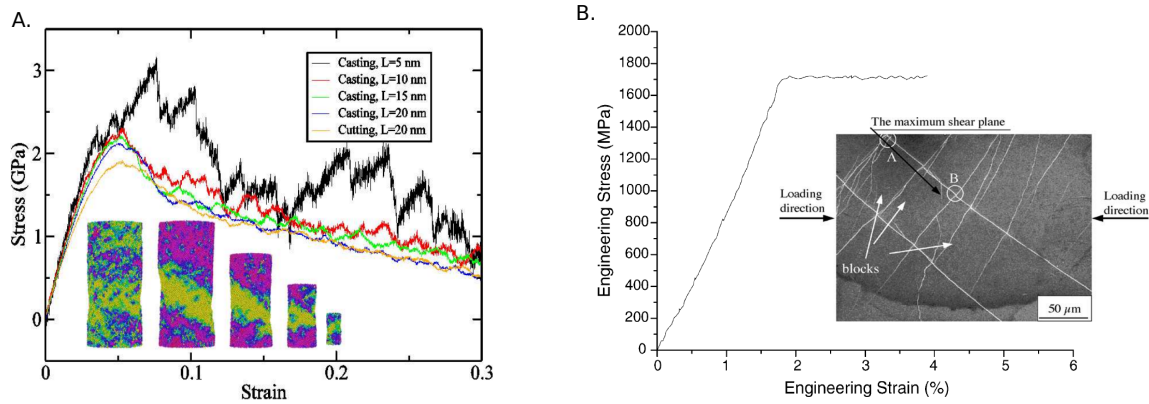 A.
3
2
1
0
Stress (GPa)
0
0.1
0.2
0.3
Strain
Casting, L=5 nm
Casting, L=10 nm
Casting, L=15 nm
Casting, L=20 nm
Cutting, L=20 nm
B.
2000
1800
1600
1400
1200
1000
800
600
400
200
0
Engineering Stress (MPa)
0
1
2
3
4
5
6
Engineering Strain (%)
The maximum shear plane
A
B
Loading
direction
Loading
direction
blocks
50 µm